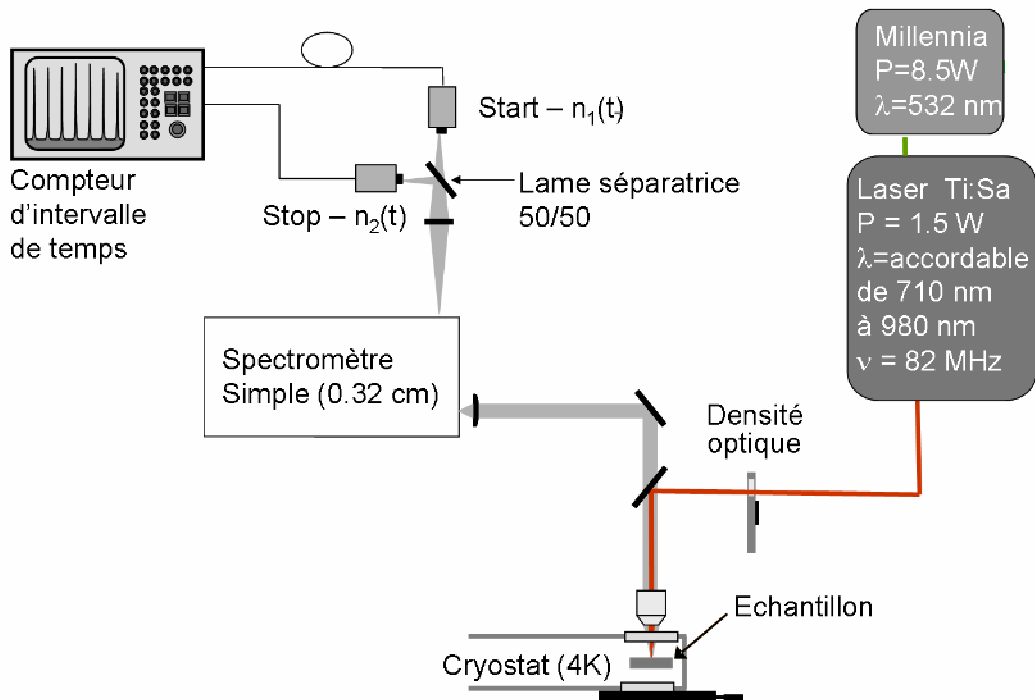 Millennia
P=8.5W
λ=532 nm
Start – n₁(t)
Compteur
d'intervalle
de temps
Stop – n₂(t)
Lame séparatrice
50/50
Laser Ti:Sa
P = 1.5 W
λ=accordable
de 710 nm
à 980 nm
ν = 82 MHz
Spectromètre
Simple (0.32 cm)
Densité
optique
Echantillon
Cryostat (4K)